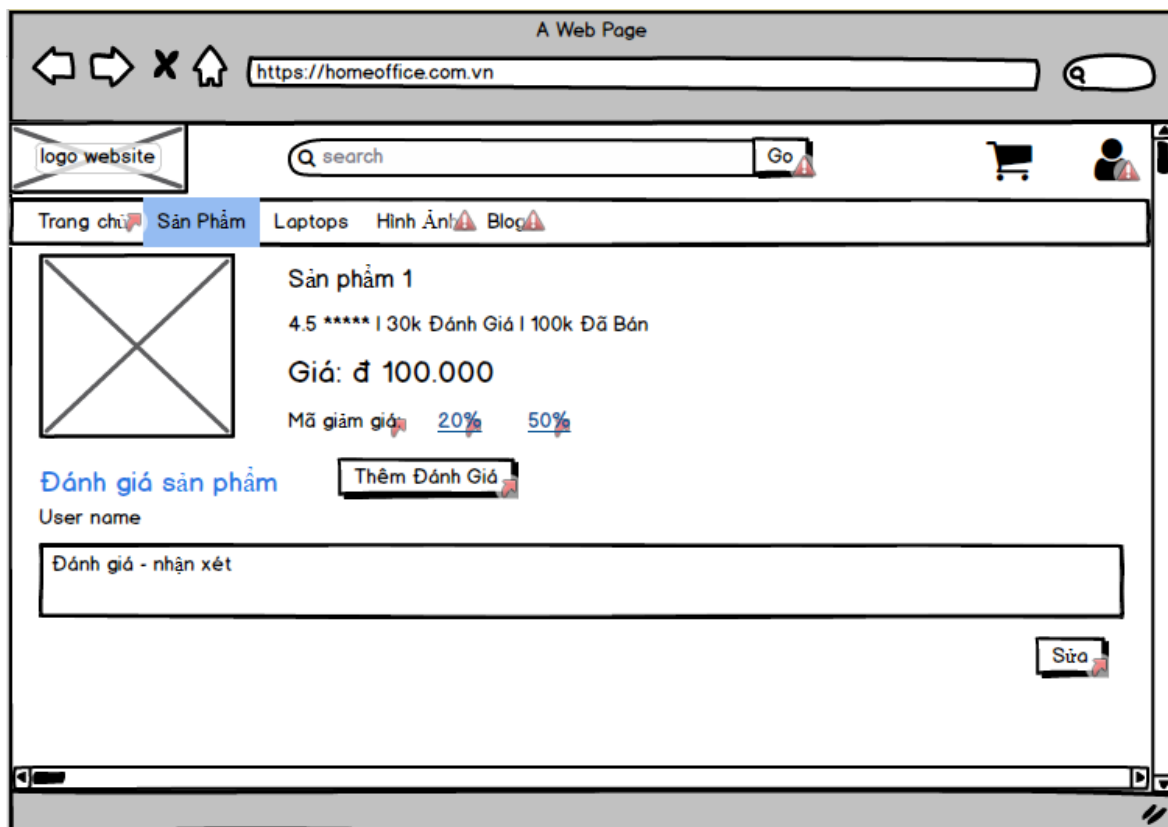 A Web Page
https://homeoffice.com.vn
logo website
search
Go
Trang chủ Sản Phẩm Laptops Hình Ảnh Blog
Sản phẩm 1
4.5 ***** | 30k Đánh Giá | 100k Đã Bán
Giá: đ 100.000
Mã giảm giá: 20% 50%
Đánh giá sản phẩm
Thêm Đánh Giá
User name
Đánh giá - nhận xét
Sửa